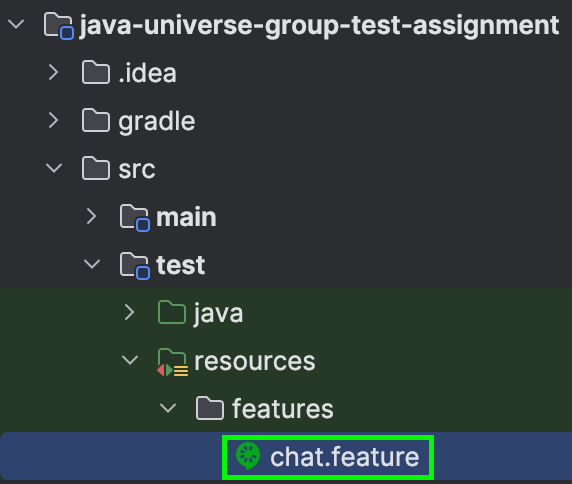 java-universe-group-test-assignment
.idea
gradle
src
main
test
java
resources
features
chat.feature